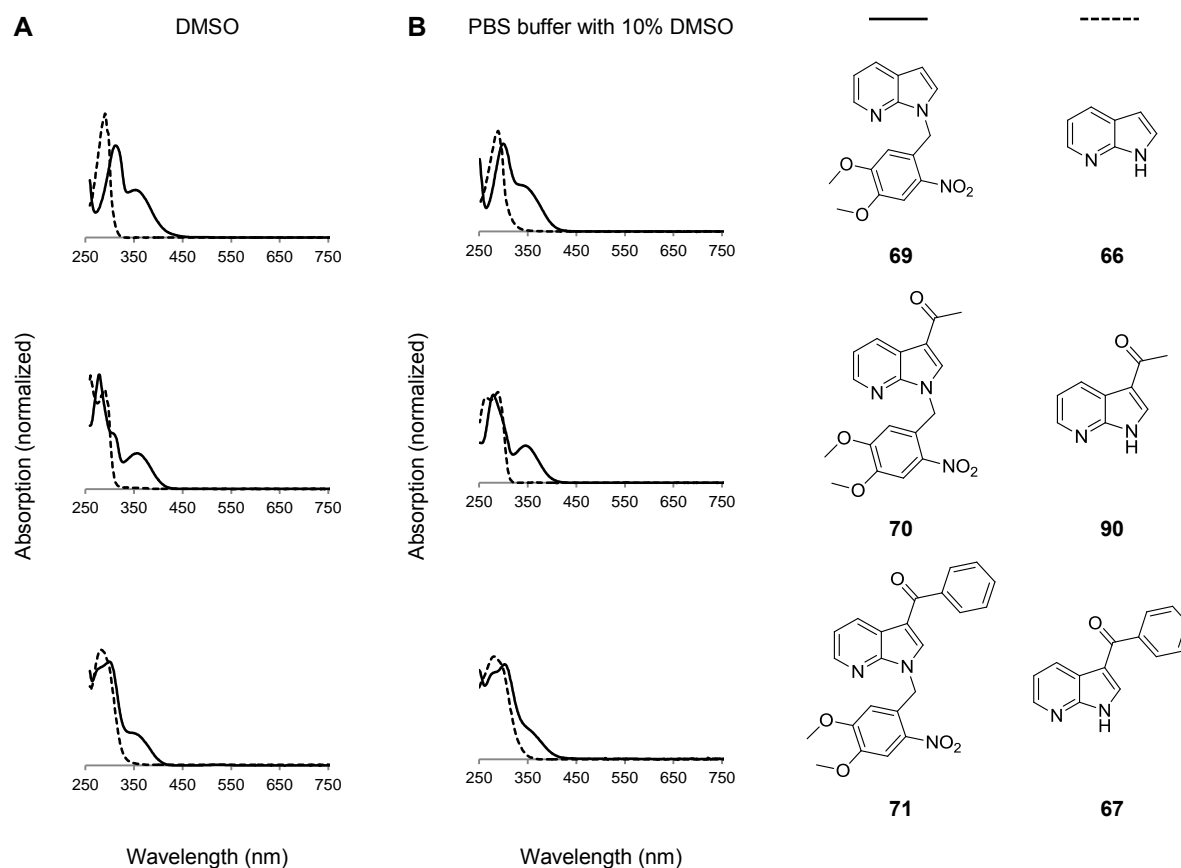 A DMSO
B PBS buffer with 10% DMSO
250 350 450 550 650 750
250 350 450 550 650 750
N N
O
O
NO2
69
N N
H
66
Absorption (normalized)
250 350 450 550 650 750
Absorption (normalized)
250 350 450 550 650 750
O
N N
O
O
NO2
70
O
N N
H
90
250 350 450 550 650 750
Wavelength (nm)
250 350 450 550 650 750
Wavelength (nm)
O
N N
O
O
NO2
71
O
N N
H
67